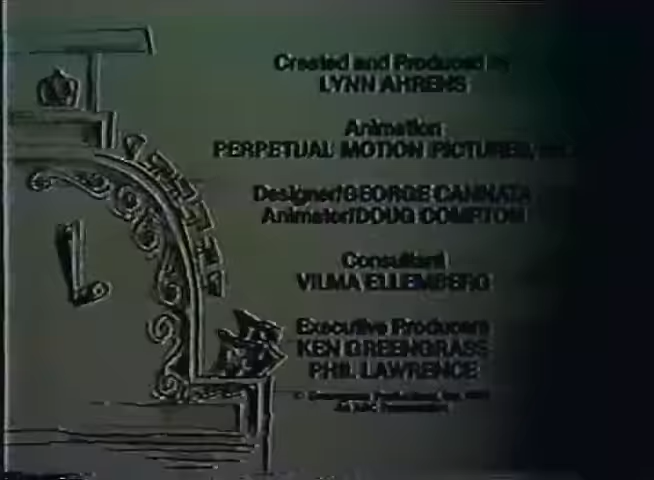 Created and Produced by
LYNN AHRENS
Animation
PERPETUAL MOTION PICTURES,
Designer/GEORGE CANNATA
Animator/DOUG COMPTON
Consultant
VILMA ELLEMBERG
Executive Producers
KEN GREENGRASS
PHIL LAWRENCE